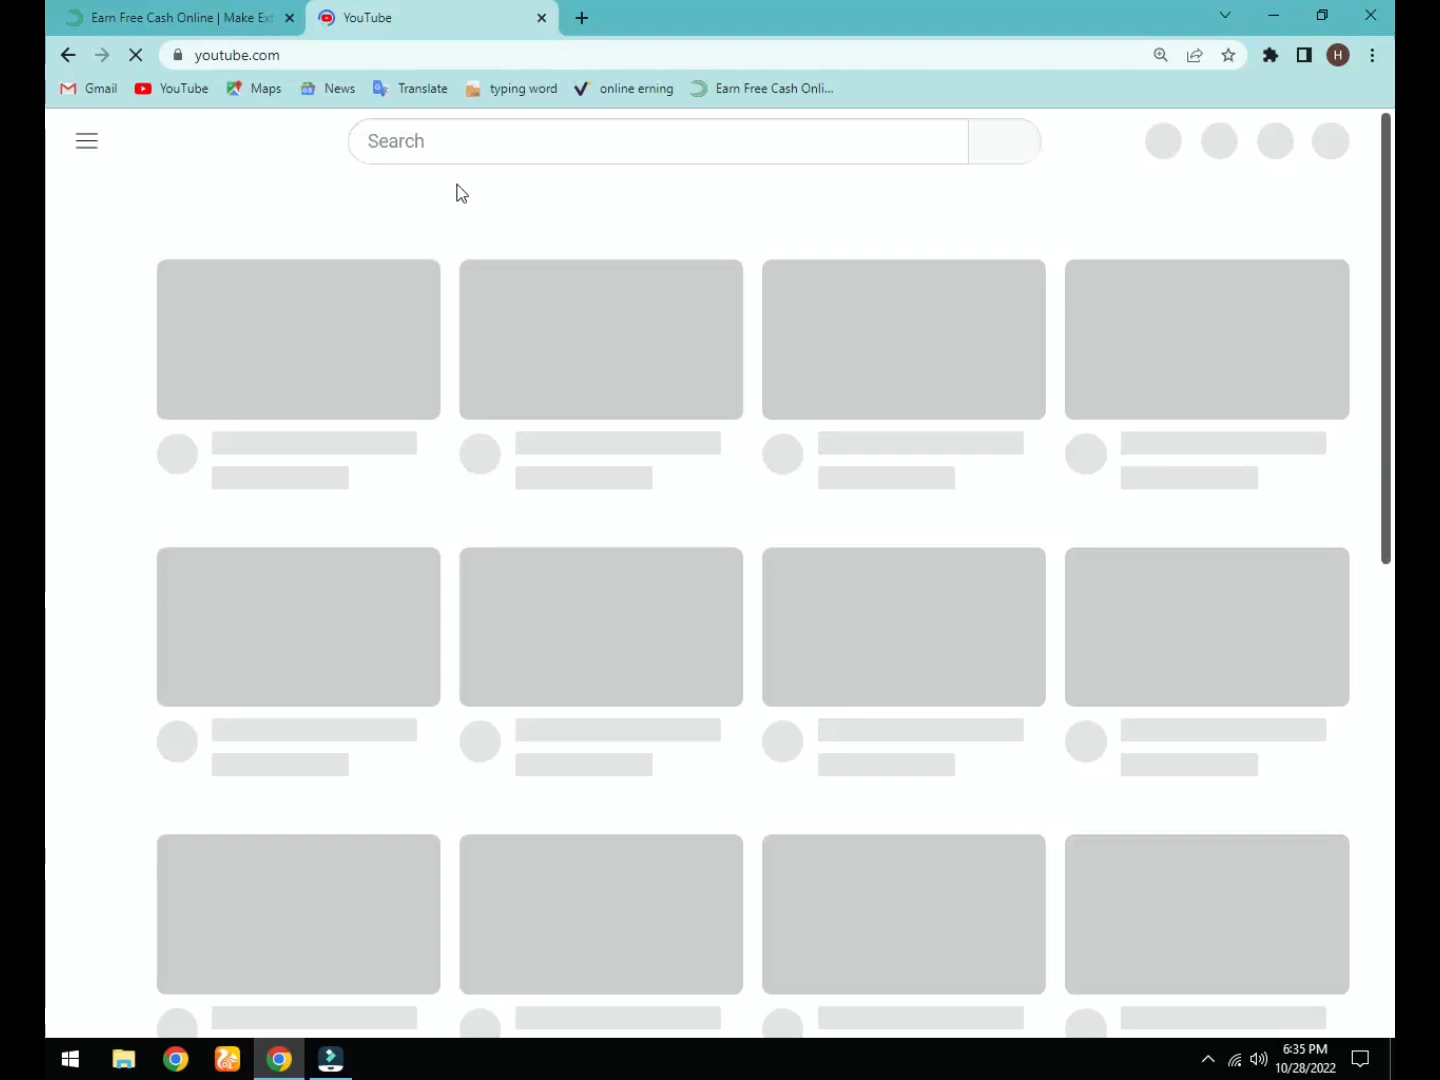 Earn Free Cash Online | Make Ex
YouTube
youtube.com
H
Gmail
YouTube
Maps
News
Translate
typing word
online erning
Earn Free Cash Onli...
Search
6:35 PM
10/28/2022